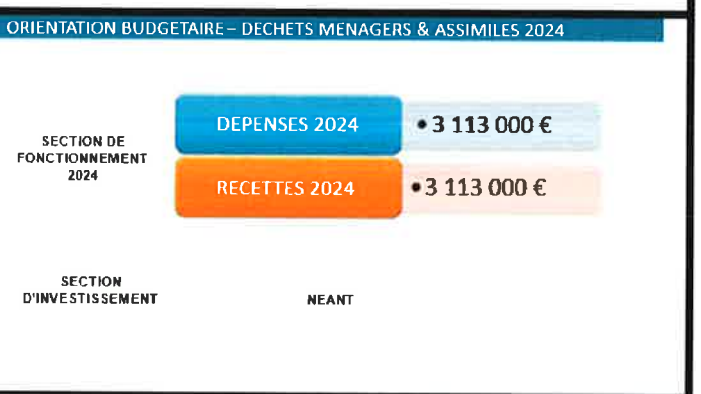 ORIENTATION BUDGETAIRE – DECHETS MENAGERS & ASSIMILES 2024
SECTION DE
FONCTIONNEMENT
2024
DEPENSES 2024
• 3 113 000 €
RECETTES 2024
• 3 113 000 €
SECTION
D'INVESTISSEMENT
NEANT